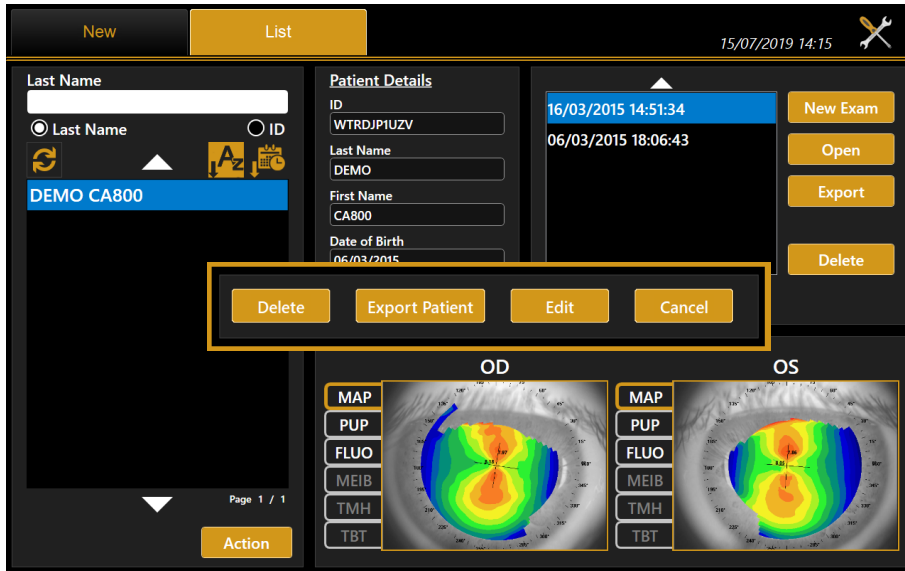 New
List
15/07/2019 14:15
Last Name
Last Name
ID
AZ
DEMO CA800
Page 1 / 1
Action
Patient Details
ID
WTRDJP1UZV
Last Name
DEMO
First Name
CA800
Date of Birth
06/03/2015
16/03/2015 14:51:34
06/03/2015 18:06:43
New Exam
Open
Export
Delete
Delete
Export Patient
Edit
Cancel
OD
MAP
PUP
FLUO
MEIB
TMH
TBT
OS
MAP
PUP
FLUO
MEIB
TMH
TBT